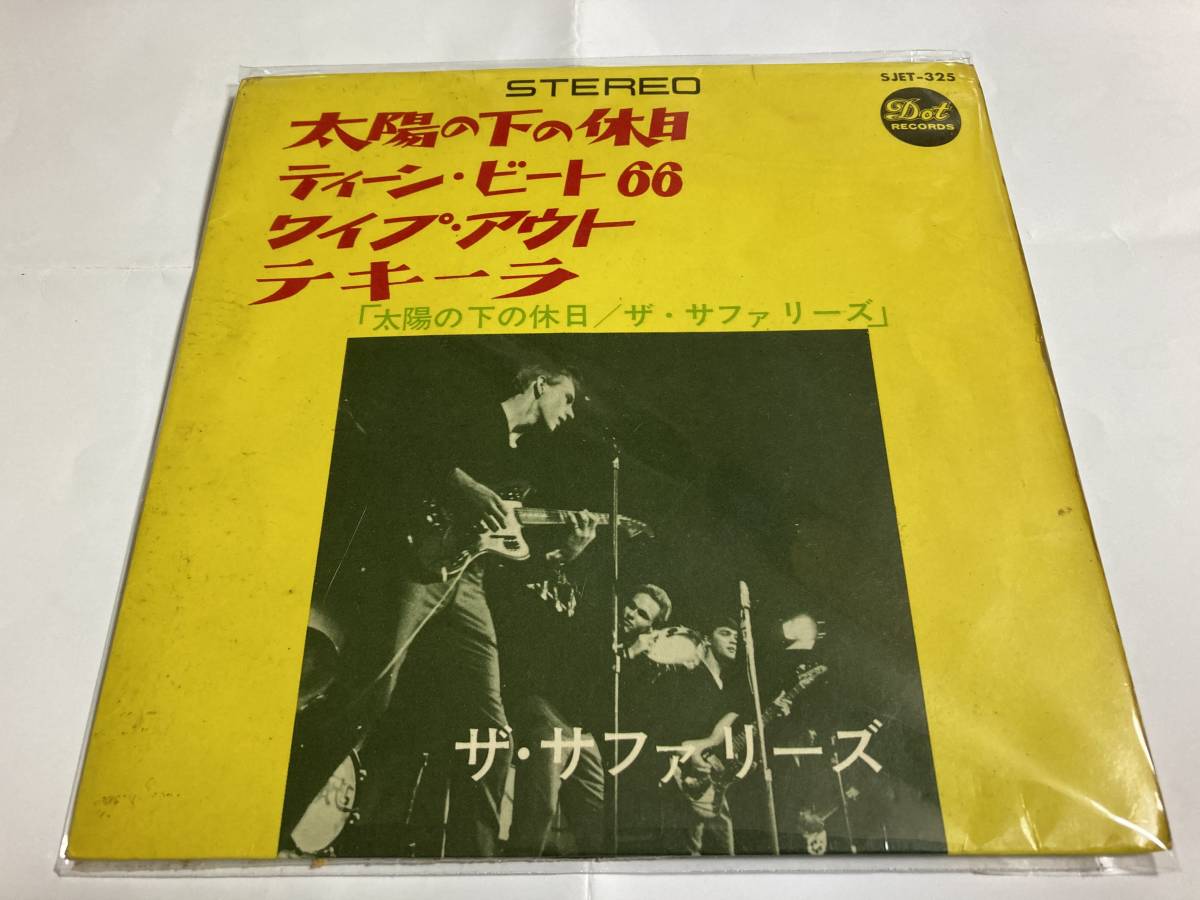 STEREO
SJET-325
Dot
RECORDS
太陽の下の休日
ティーン・ビート 66
ワイプ・アウト
テキーラ
「太陽の下の休日／ザ・サファリーズ」
ザ・サファリーズ